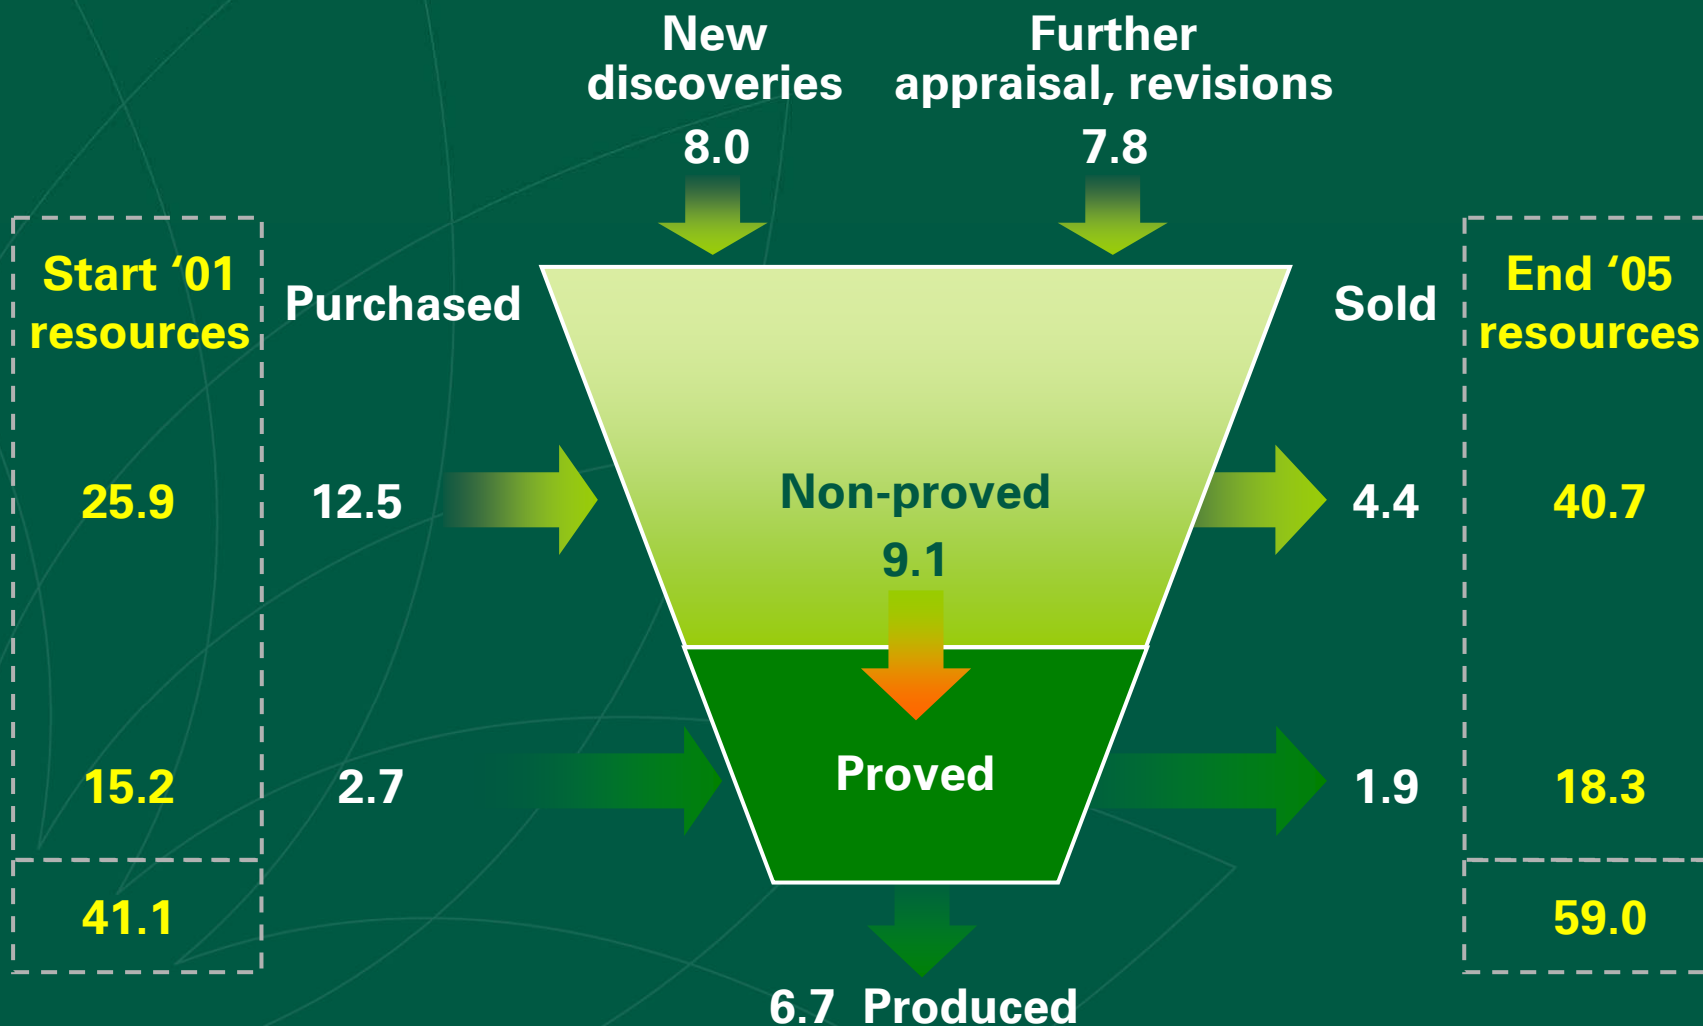 New
discoveries
8.0
Further
appraisal, revisions
7.8
Start ‘01
resources
Purchased
Sold
End ‘05
resources
25.9
12.5
Non-proved
9.1
4.4
40.7
15.2
2.7
Proved
1.9
18.3
41.1
59.0
6.7 Produced